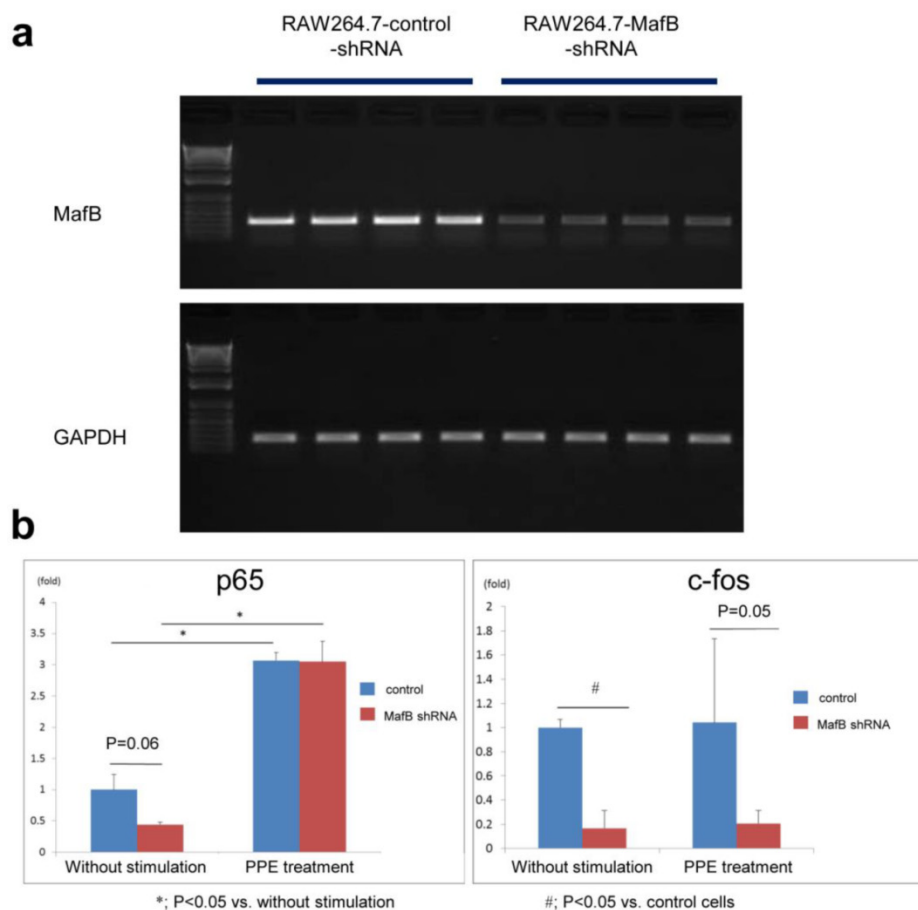 a
RAW264.7-control
-shRNA
RAW264.7-MafB
-shRNA
MafB
GAPDH
b
p65
(fold)
4
3.5
3
2.5
2
1.5
1
0.5
0
*
*
P=0.06
control
MafB shRNA
Without stimulation
PPE treatment
*; P<0.05 vs. without stimulation
c-fos
(fold)
2
1.8
1.6
1.4
1.2
1
0.8
0.6
0.4
0.2
0
#
P=0.05
control
MafB shRNA
Without stimulation
PPE treatment
#; P<0.05 vs. control cells